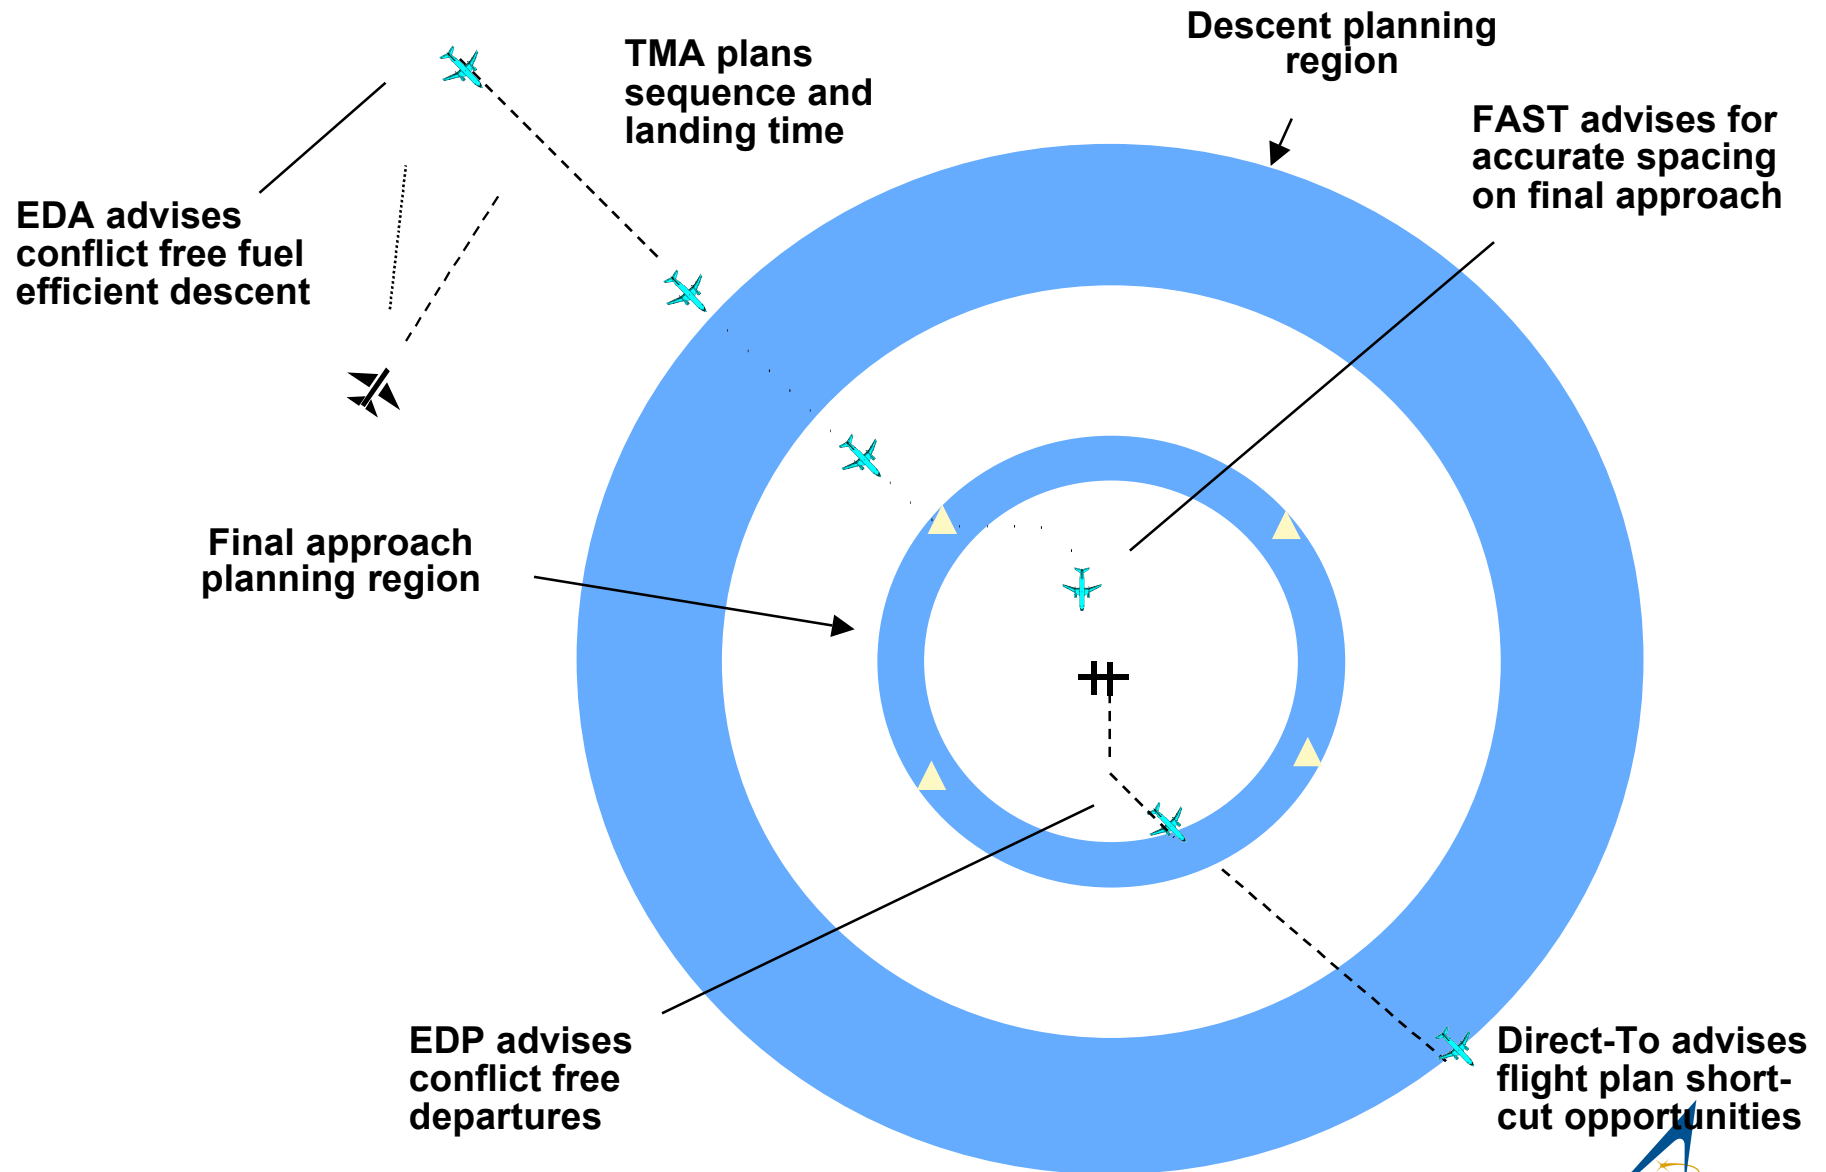 Descent planning
region
TMA plans
sequence and
landing time
FAST advises for
accurate spacing
on final approach
EDA advises
conflict free fuel
efficient descent
Final approach
planning region
EDP advises
conflict free
departures
Direct-To advises
flight plan short-
cut opportunities